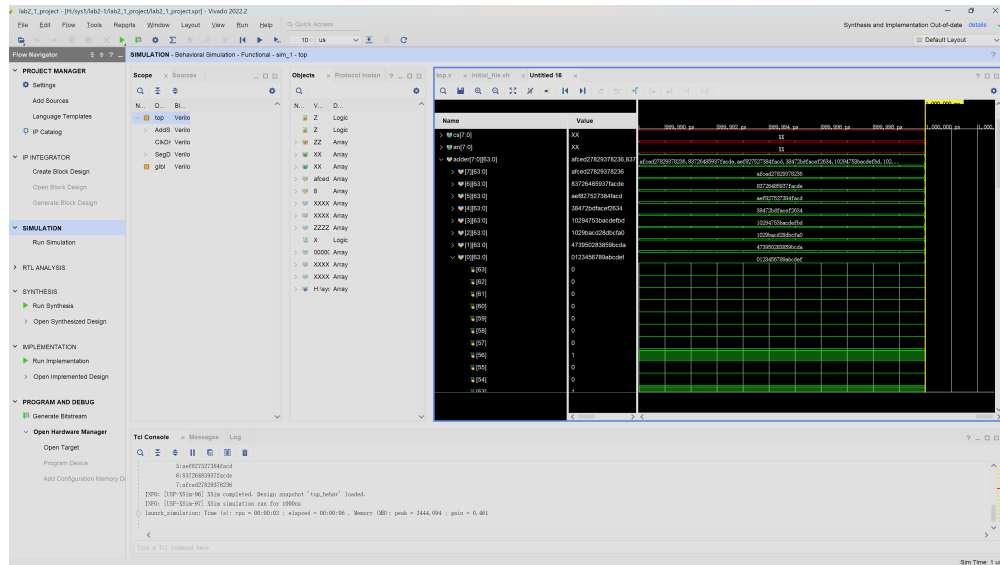 lab2_1_project - [H:/sys1/lab2-1/lab2_1_project/lab2_1_project.xpr] - Vivado 2022.2
File Edit Flow Tools Reports Window Layout View Run Help Q- Quick Access
Synthesis and Implementation Out-of-date details
10 us
Default Layout
Flow Navigator
SIMULATION - Behavioral Simulation - Functional - sim_1 - top
PROJECT MANAGER
Settings
Add Sources
Language Templates
IP Catalog
IP INTEGRATOR
Create Block Design
Open Block Design
Generate Block Design
SIMULATION
Run Simulation
RTL ANALYSIS
SYNTHESIS
Run Synthesis
Open Synthesized Design
IMPLEMENTATION
Run Implementation
Open Implemented Design
PROGRAM AND DEBUG
Generate Bitstream
Open Hardware Manager
Open Target
Program Device
Add Configuration Memory De
Scope × Sources
N... D... Bl...
top Verilo
AddS Verilo
ClkDi Verilo
SegD Verilo
glbl Verilo
Objects × Protocol Instan
N... V... D...
Z Logic
Z Logic
ZZ Array
XX Array
XX Array
afced Array
8 Array
XXXX Array
XXXX Array
ZZZZ Array
X Logic
0000( Array
XXXX Array
XXXX Array
H:\sys Array
top.v × initial_file.vh × Untitled 16 ×
Name Value
1,000,000 ps
999,990 ps 999,992 ps 999,994 ps 999,996 ps 999,998 ps 1,000,000 ps 1,000,
cs[7:0] XX XX
an[7:0] XX XX
adder[7:0][63:0] afced27829378236,837
[7][63:0] afced27829378236 afced27829378236
[6][63:0]83726485937facde 83726485937facde
[5][63:0] aef827527384facd aef827527384facd
[4][63:0] 38472bdfacef2634 38472bdfacef2634
[3][63:0] 10294753bacdefbd 10294753bacdefbd
[2][63:0] 1029bacd28dbcfa0 1029bacd28dbcfa0
[1][63:0] 473950283859bcda 473950283859bcda
[0][63:0] 0123456789abcdef 0123456789abcdef
[63] 0
[62] 0
[61] 0
[60] 0
[59] 0
[58] 0
[57] 0
[56] 1
[55] 0
[54] 0
[53] 1
Tcl Console × Messages Log
5:aef827527384facd
6:83726485937facde
7:afced27829378236
INFO: [USF-XSim-96] XSim completed. Design snapshot 'top_behav' loaded.
INFO: [USF-XSim-97] XSim simulation ran for 1000ns
launch_simulation: Time (s): cpu = 00:00:03 ; elapsed = 00:00:06 . Memory (MB): peak = 3444.094 ; gain = 0.461
Type a Tcl command here
Sim Time: 1 us